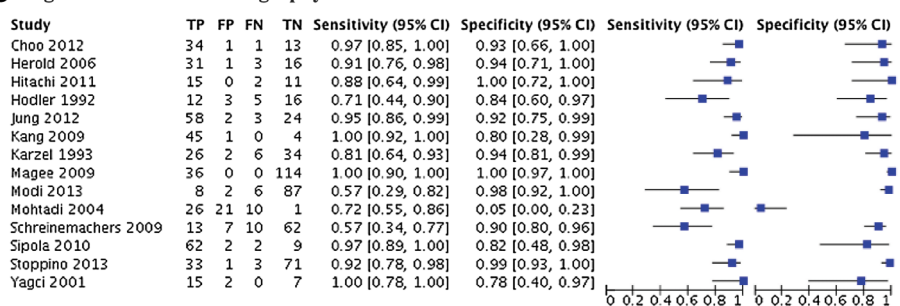 Study TP FP FN TN Sensitivity (95% CI) Specificity (95% CI) Sensitivity (95% CI) Specificity (95% CI)
Choo 2012 34 1 1 13 0.97 [0.85, 1.00] 0.93 [0.66, 1.00]
Herold 2006 31 1 3 16 0.91 [0.76, 0.98] 0.94 [0.71, 1.00]
Hitachi 2011 15 0 2 11 0.88 [0.64, 0.99] 1.00 [0.72, 1.00]
Hodler 1992 12 3 5 16 0.71 [0.44, 0.90] 0.84 [0.60, 0.97]
Jung 2012 58 2 3 24 0.95 [0.86, 0.99] 0.92 [0.75, 0.99]
Kang 2009 45 1 0 4 1.00 [0.92, 1.00] 0.80 [0.28, 0.99]
Karzel 1993 26 2 6 34 0.81 [0.64, 0.93] 0.94 [0.81, 0.99]
Magee 2009 36 0 0 114 1.00 [0.90, 1.00] 1.00 [0.97, 1.00]
Modi 2013 8 2 6 87 0.57 [0.29, 0.82] 0.98 [0.92, 1.00]
Mohtadi 2004 26 21 10 1 0.72 [0.55, 0.86] 0.05 [0.00, 0.23]
Schreinemachers 2009 13 7 10 62 0.57 [0.34, 0.77] 0.90 [0.80, 0.96]
Sipola 2010 62 2 2 9 0.97 [0.89, 1.00] 0.82 [0.48, 0.98]
Stoppino 2013 33 1 3 71 0.92 [0.78, 0.98] 0.99 [0.93, 1.00]
Yagci 2001 15 2 0 7 1.00 [0.78, 1.00] 0.78 [0.40, 0.97]
0 0.2 0.4 0.6 0.8 1 0 0.2 0.4 0.6 0.8 1